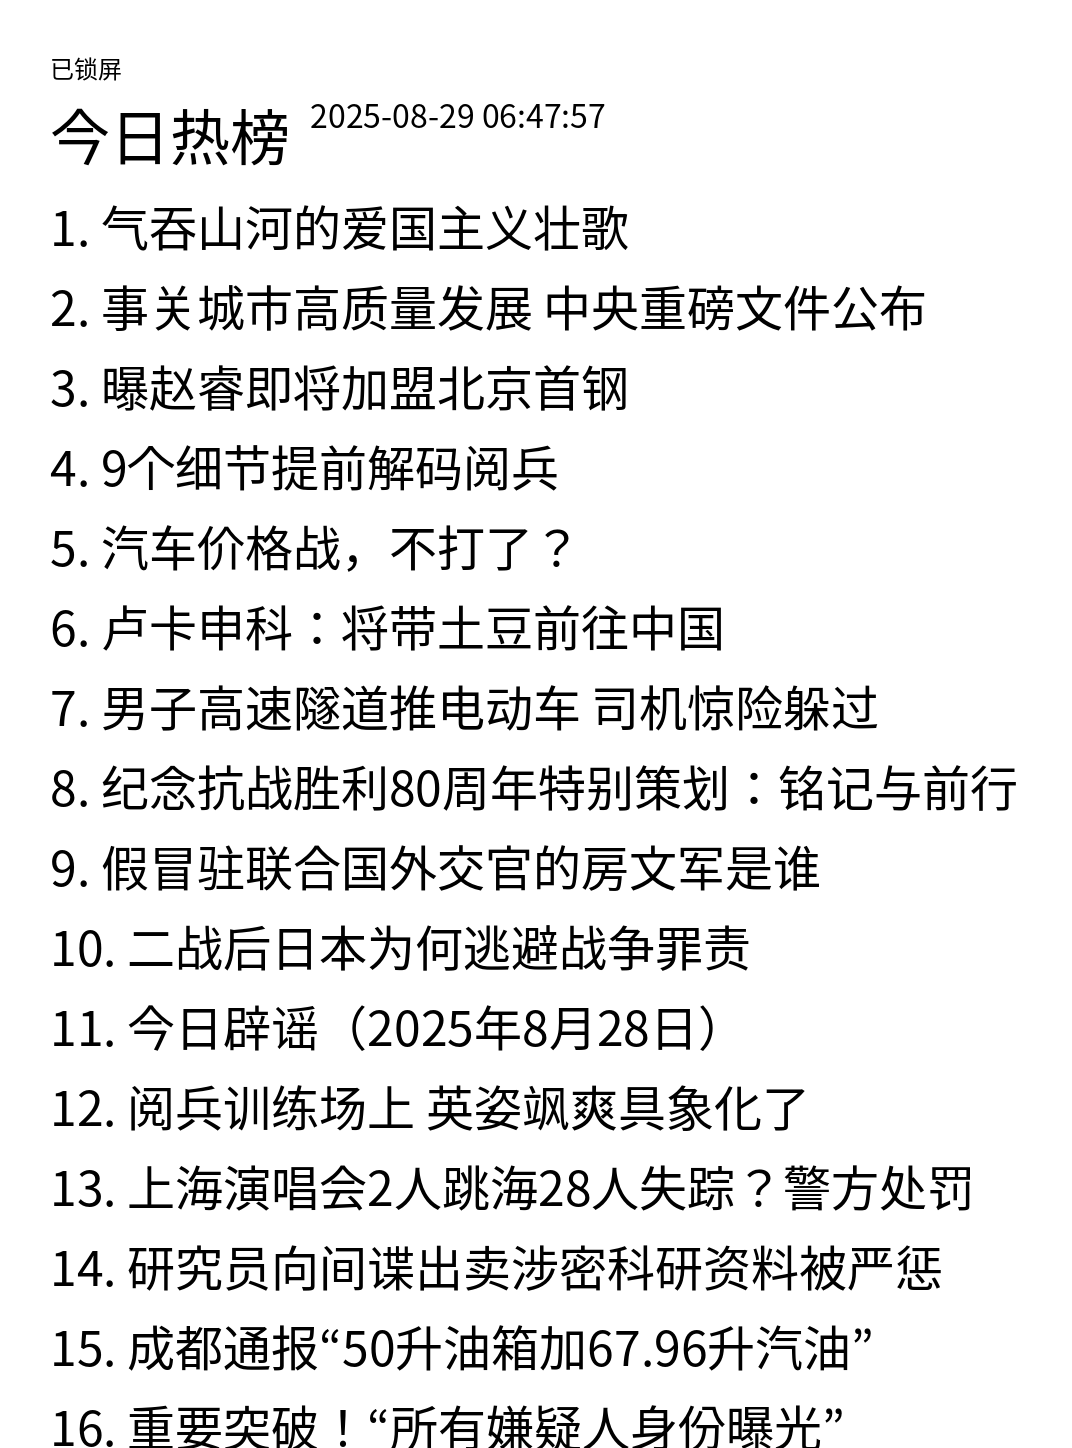 已锁屏
今日热榜 2025-08-29 06:47:57
1. 气吞山河的爱国主义壮歌
2. 事关城市高质量发展 中央重磅文件公布
3. 曝赵睿即将加盟北京首钢
4. 9个细节提前解码阅兵
5. 汽车价格战，不打了？
6. 卢卡申科：将带土豆前往中国
7. 男子高速隧道推电动车 司机惊险躲过
8. 纪念抗战胜利80周年特别策划：铭记与前行
9. 假冒驻联合国外交官的房文军是谁
10. 二战后日本为何逃避战争罪责
11. 今日辟谣（2025年8月28日）
12. 阅兵训练场上 英姿飒爽具象化了
13. 上海演唱会2人跳海28人失踪？警方处罚
14. 研究员向间谍出卖涉密科研资料被严惩
15. 成都通报“50升油箱加67.96升汽油”
16. 重要突破！“所有嫌疑人身份曝光”